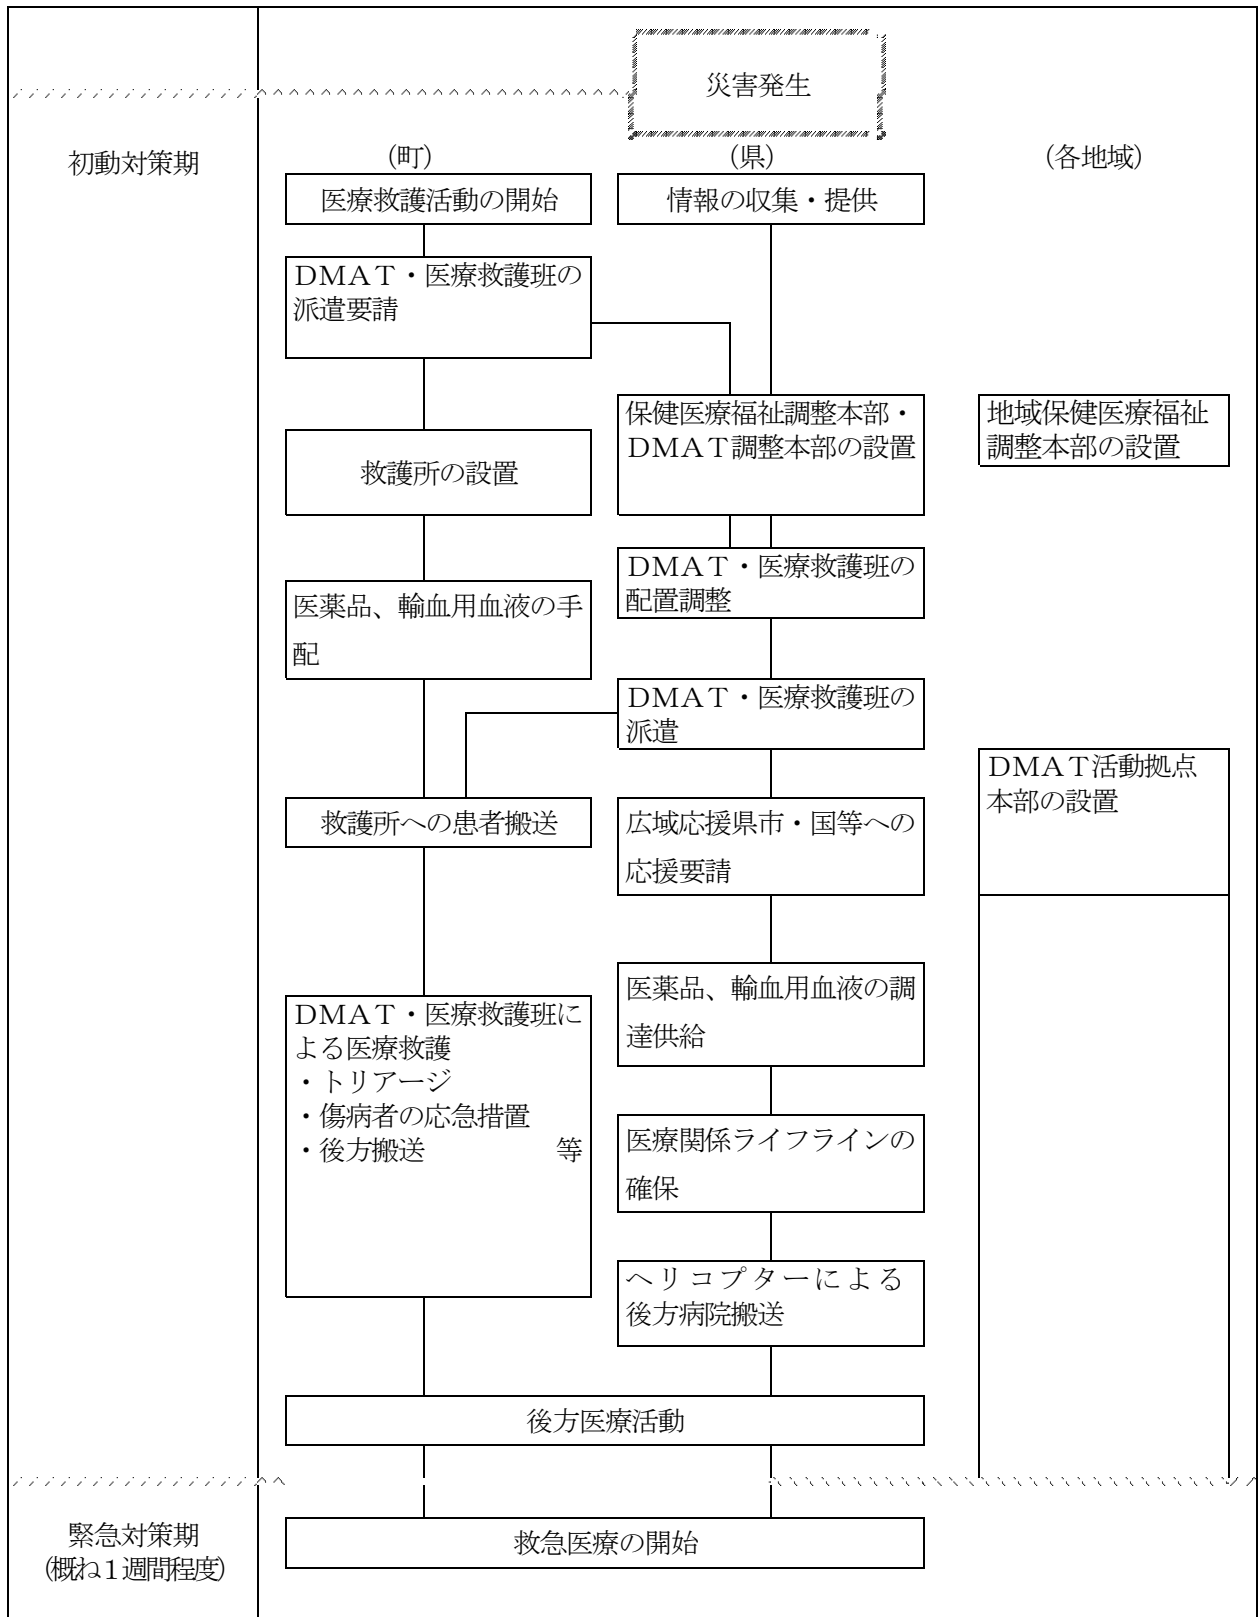 災害発生
初動対策期
(町)
(県)
(各地域)
医療救護活動の開始
情報の収集・提供
ＤＭＡＴ・医療救護班の
派遣要請
保健医療福祉調整本部・
ＤＭＡＴ調整本部の設置
地域保健医療福祉
調整本部の設置
救護所の設置
ＤＭＡＴ・医療救護班の
配置調整
医薬品、輸血用血液の手
配
ＤＭＡＴ・医療救護班の
派遣
ＤＭＡＴ活動拠点
本部の設置
救護所への患者搬送
広域応援県市・国等への
応援要請
医薬品、輸血用血液の調
達供給
ＤＭＡＴ・医療救護班に
よる医療救護
・トリアージ
・傷病者の応急措置
・後方搬送　　　　　等
医療関係ライフラインの
確保
ヘリコプターによる
後方病院搬送
後方医療活動
緊急対策期
(概ね１週間程度)
救急医療の開始